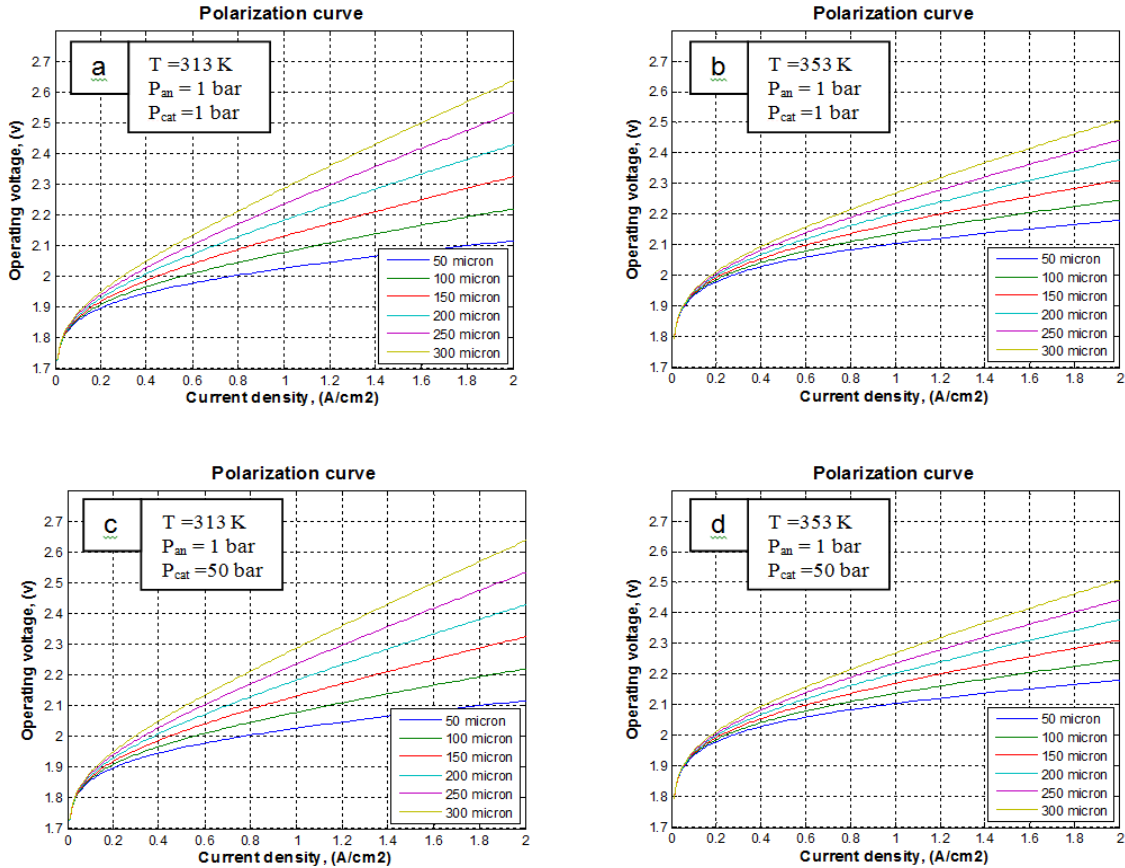 Polarization curve
a
T =313 K
Pan = 1 bar
Pcat =1 bar
Operating voltage, (v)
2.7
2.6
2.5
2.4
2.3
2.2
2.1
2
1.9
1.8
1.7
50 micron
100 micron
150 micron
200 micron
250 micron
300 micron
0 0.2 0.4 0.6 0.8 1 1.2 1.4 1.6 1.8 2
Current density, (A/cm2)
Polarization curve
b
T =353 K
Pan = 1 bar
Pcat =1 bar
Operating voltage, (v)
2.7
2.6
2.5
2.4
2.3
2.2
2.1
2
1.9
1.8
1.7
50 micron
100 micron
150 micron
200 micron
250 micron
300 micron
0 0.2 0.4 0.6 0.8 1 1.2 1.4 1.6 1.8 2
Current density, (A/cm2)
Polarization curve
c
T =313 K
Pan = 1 bar
Pcat =50 bar
Operating voltage, (v)
2.7
2.6
2.5
2.4
2.3
2.2
2.1
2
1.9
1.8
1.7
50 micron
100 micron
150 micron
200 micron
250 micron
300 micron
0 0.2 0.4 0.6 0.8 1 1.2 1.4 1.6 1.8 2
Current density, (A/cm2)
Polarization curve
d
T =353 K
Pan = 1 bar
Pcat =50 bar
Operating voltage, (v)
2.7
2.6
2.5
2.4
2.3
2.2
2.1
2
1.9
1.8
1.7
50 micron
100 micron
150 micron
200 micron
250 micron
300 micron
0 0.2 0.4 0.6 0.8 1 1.2 1.4 1.6 1.8 2
Current density, (A/cm2)